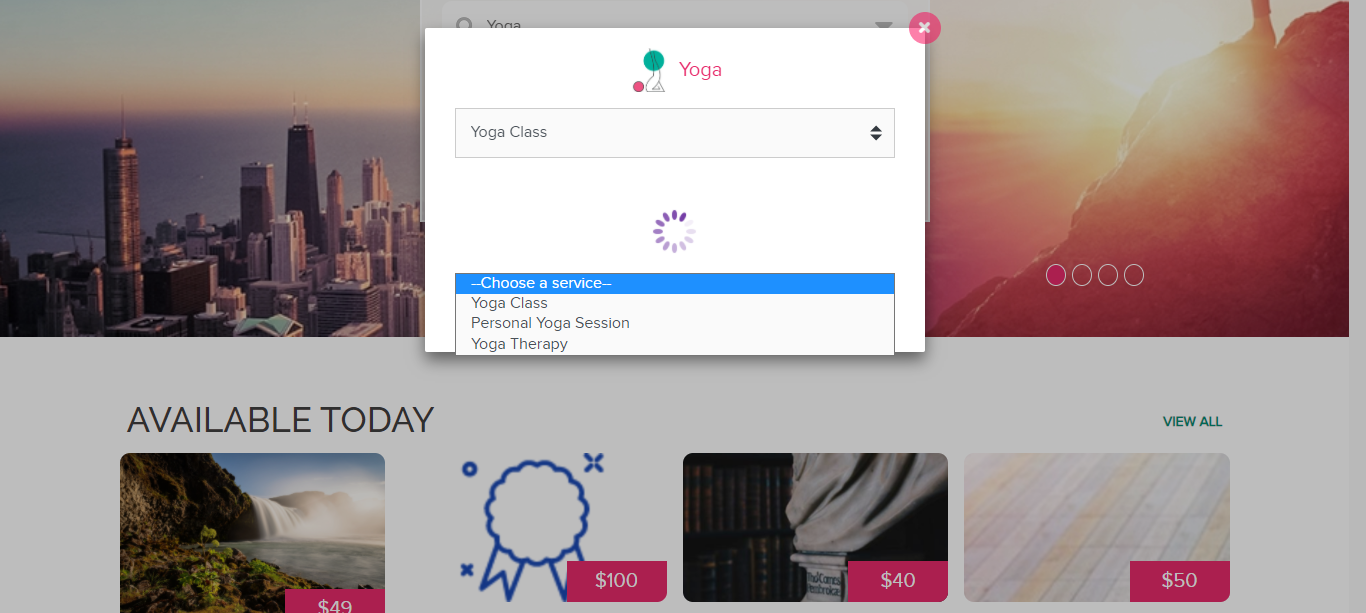 Yoga
Yoga
Yoga Class
--Choose a service--
Yoga Class
Personal Yoga Session
Yoga Therapy
AVAILABLE TODAY
VIEW ALL
$49
$100
$40
$50